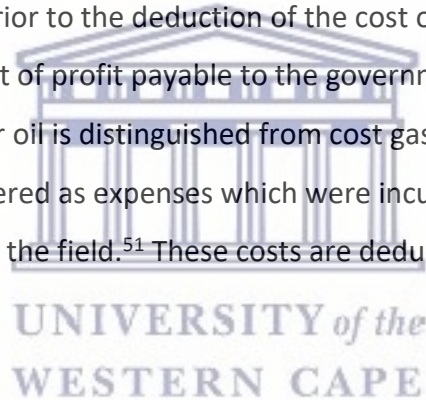 rior to the deduction of the cost o
t of profit payable to the governm
r oil is distinguished from cost gas
ered as expenses which were incu
the field.⁵¹ These costs are dedu
UNIVERSITY of the
WESTERN CAPE